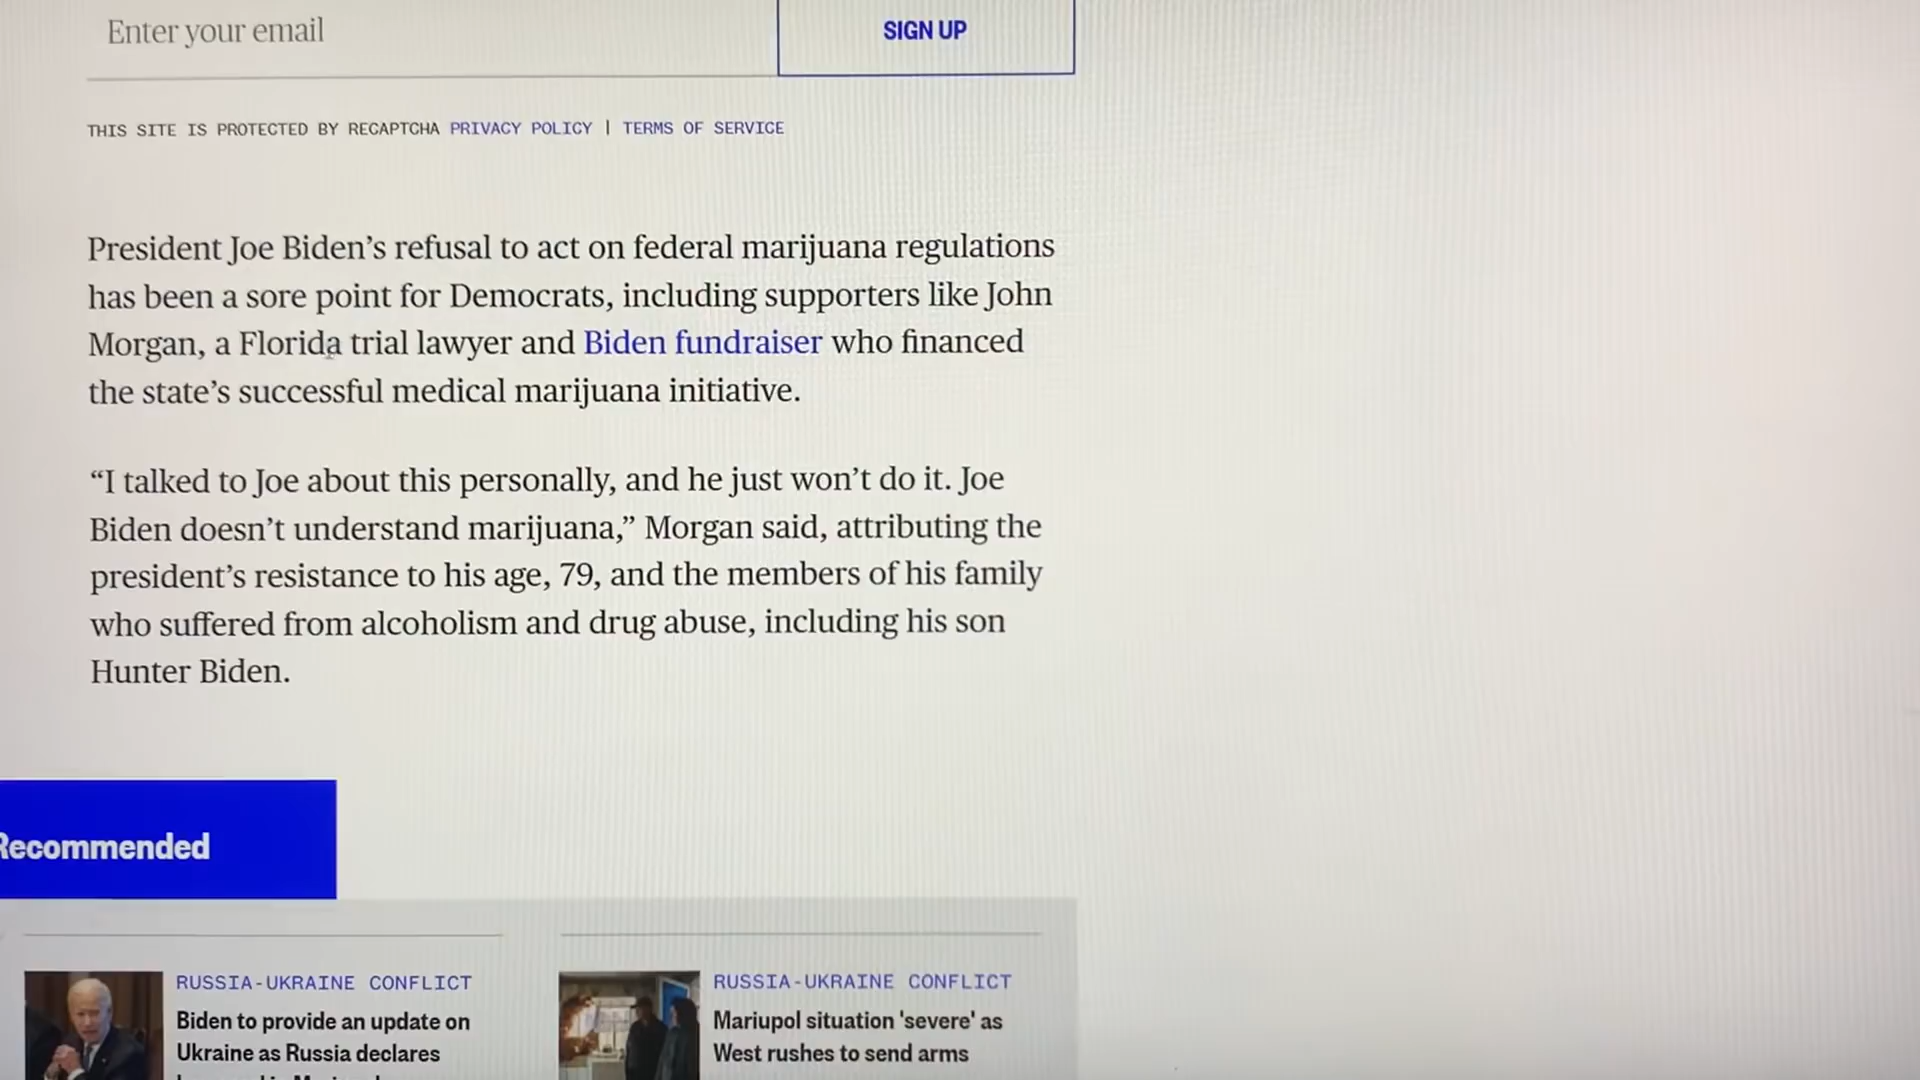 Enter your email
SIGN UP
THIS SITE IS PROTECTED BY RECAPTCHA PRIVACY POLICY | TERMS OF SERVICE
President Joe Biden’s refusal to act on federal marijuana regulations
has been a sore point for Democrats, including supporters like John
Morgan, a Florida trial lawyer and Biden fundraiser who financed
the state’s successful medical marijuana initiative.
“I talked to Joe about this personally, and he just won’t do it. Joe
Biden doesn’t understand marijuana,” Morgan said, attributing the
president’s resistance to his age, 79, and the members of his family
who suffered from alcoholism and drug abuse, including his son
Hunter Biden.
Recommended
RUSSIA-UKRAINE CONFLICT
Biden to provide an update on
Ukraine as Russia declares
RUSSIA-UKRAINE CONFLICT
Mariupol situation 'severe' as
West rushes to send arms